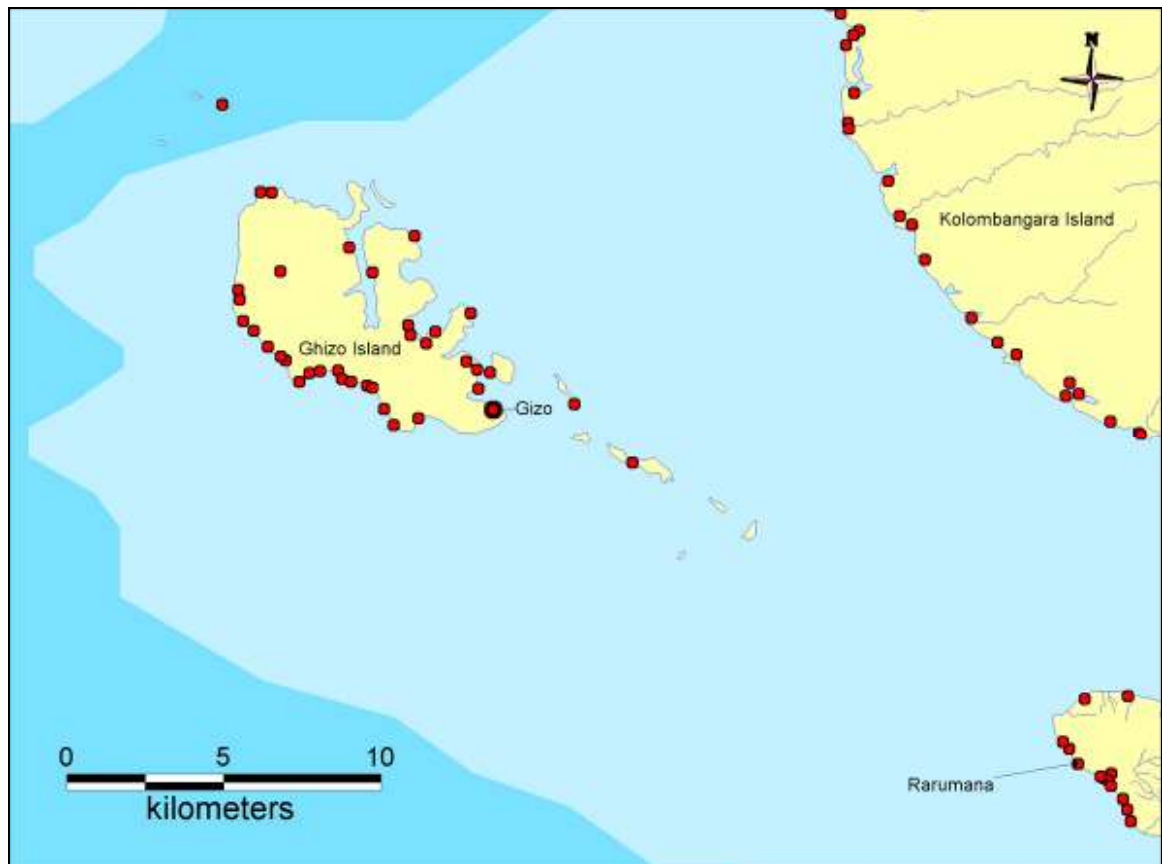 N
Kolombangara Island
Ghizo Island
Gizo
Rarumana
0 5 10
kilometers